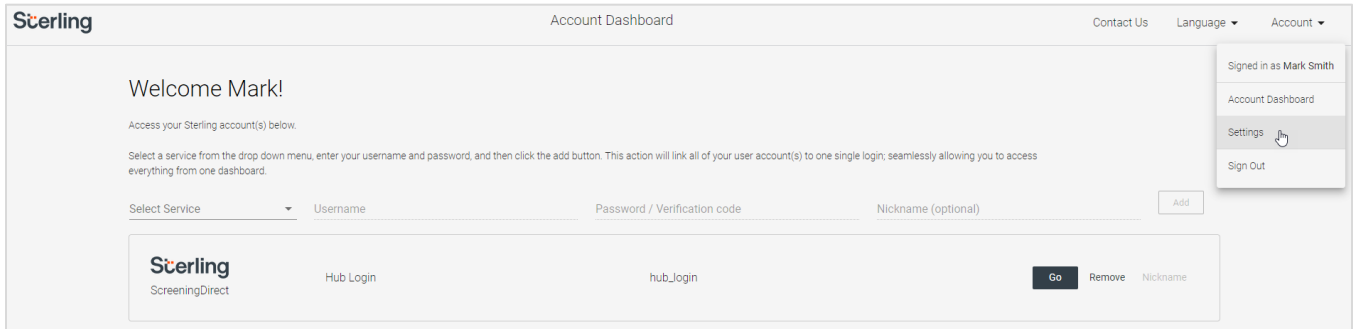 Sterling
Account Dashboard
Contact Us
Language
Account
Signed in as Mark Smith
Account Dashboard
Settings
Sign Out
Welcome Mark!
Access your Sterling account(s) below.
Select a service from the drop down menu, enter your username and password, and then click the add button. This action will link all of your user account(s) to one single login; seamlessly allowing you to access
everything from one dashboard.
Select Service
Username
Password / Verification code
Nickname (optional)
Add
Sterling
ScreeningDirect
Hub Login
hub_login
Go
Remove
Nickname